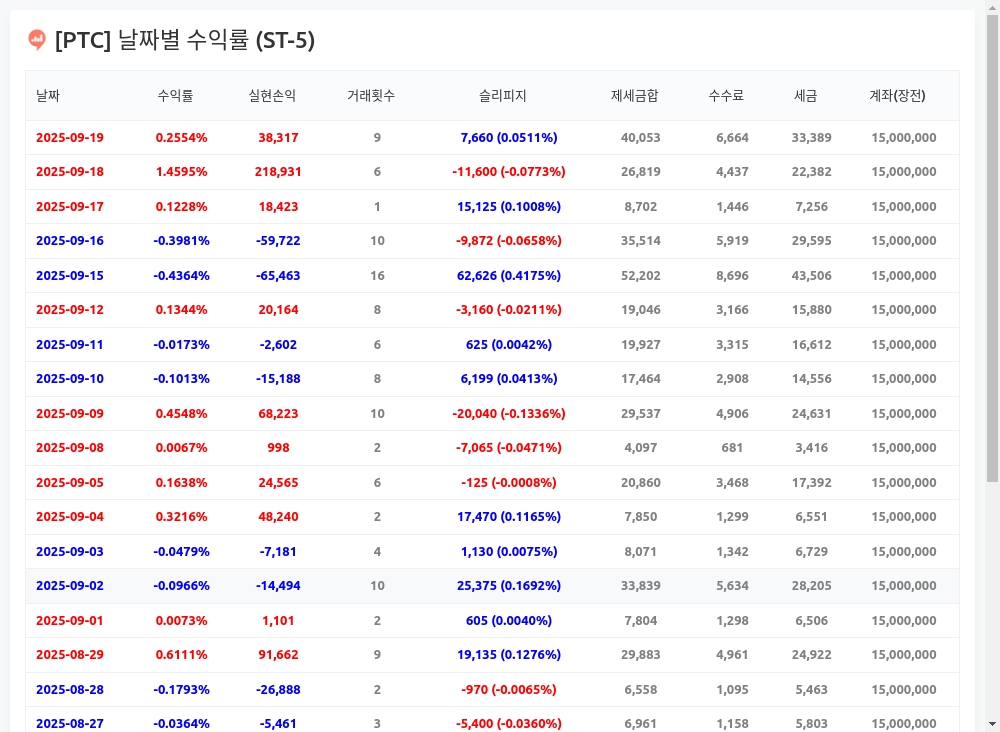 [PTC] 날짜별 수익률 (ST-5)
날짜 수익률 실현손익 거래횟수 슬리피지 제세금합 수수료 세금 계좌(장전)
2025-09-19 0.2554% 38,317 9 7,660 (0.0511%) 40,053 6,664 33,389 15,000,000
2025-09-18 1.4595% 218,931 6 -11,600 (-0.0773%) 26,819 4,437 22,382 15,000,000
2025-09-17 0.1228% 18,423 1 15,125 (0.1008%) 8,702 1,446 7,256 15,000,000
2025-09-16 -0.3981% -59,722 10 -9,872 (-0.0658%) 35,514 5,919 29,595 15,000,000
2025-09-15 -0.4364% -65,463 16 62,626 (0.4175%) 52,202 8,696 43,506 15,000,000
2025-09-12 0.1344% 20,164 8 -3,160 (-0.0211%) 19,046 3,166 15,880 15,000,000
2025-09-11 -0.0173% -2,602 6 625 (0.0042%) 19,927 3,315 16,612 15,000,000
2025-09-10 -0.1013% -15,188 8 6,199 (0.0413%) 17,464 2,908 14,556 15,000,000
2025-09-09 0.4548% 68,223 10 -20,040 (-0.1336%) 29,537 4,906 24,631 15,000,000
2025-09-08 0.0067% 998 2 -7,065 (-0.0471%) 4,097 681 3,416 15,000,000
2025-09-05 0.1638% 24,565 6 -125 (-0.0008%) 20,860 3,468 17,392 15,000,000
2025-09-04 0.3216% 48,240 2 17,470 (0.1165%) 7,850 1,299 6,551 15,000,000
2025-09-03 -0.0479% -7,181 4 1,130 (0.0075%) 8,071 1,342 6,729 15,000,000
2025-09-02 -0.0966% -14,494 10 25,375 (0.1692%) 33,839 5,634 28,205 15,000,000
2025-09-01 0.0073% 1,101 2 605 (0.0040%) 7,804 1,298 6,506 15,000,000
2025-08-29 0.6111% 91,662 9 19,135 (0.1276%) 29,883 4,961 24,922 15,000,000
2025-08-28 -0.1793% -26,888 2 -970 (-0.0065%) 6,558 1,095 5,463 15,000,000
2025-08-27 -0.0364% -5,461 3 -5,400 (-0.0360%) 6,961 1,158 5,803 15,000,000